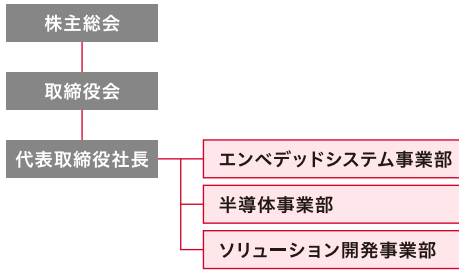 株主総会
取締役会
代表取締役社長
エンベデッドシステム事業部
半導体事業部
ソリューション開発事業部